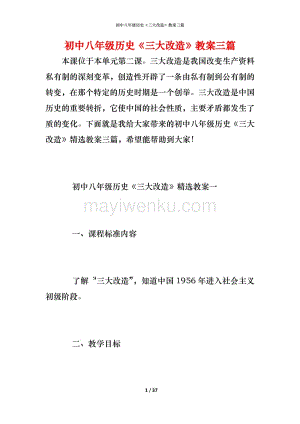 初中八年级历史《三大改造》教案三篇
初中八年级历史《三大改造》教案三篇
本课位于本单元第二课。三大改造是我国改变生产资料
私有制的深刻变革，创造性开辟了一条由私有制到公有制的
转变，在那个特定的历史时期是一个创举。三大改造是中国
历史的重要转折，它使中国的社会性质，主要矛盾都发生了
质的变化。下面就是我给大家带来的初中八年级历史《三大
改造》精选教案三篇，希望能帮助到大家！
初中八年级历史《三大改造》精选教案一
mayiwenku.com
一、课程标准内容
了解“三大改造”，知道中国 1956 年进入社会主义
初级阶段。
二、教学目标
1 / 37